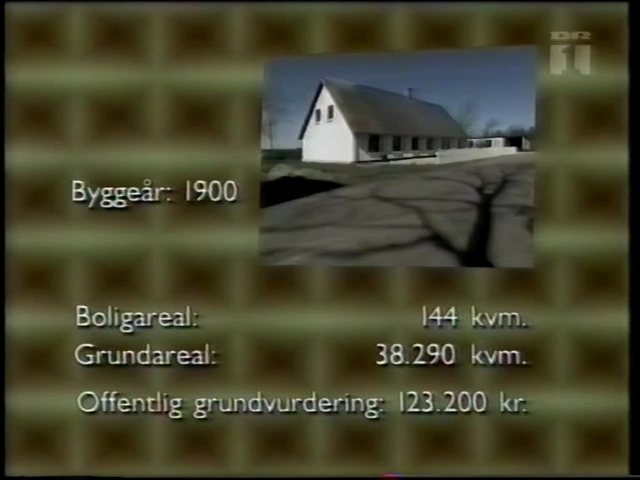 DR
1
Byggeår: 1900
Boligareal: 144 kvm.
Grundareal: 38.290 kvm.
Offentlig grundvurdering: 123.200 kr.